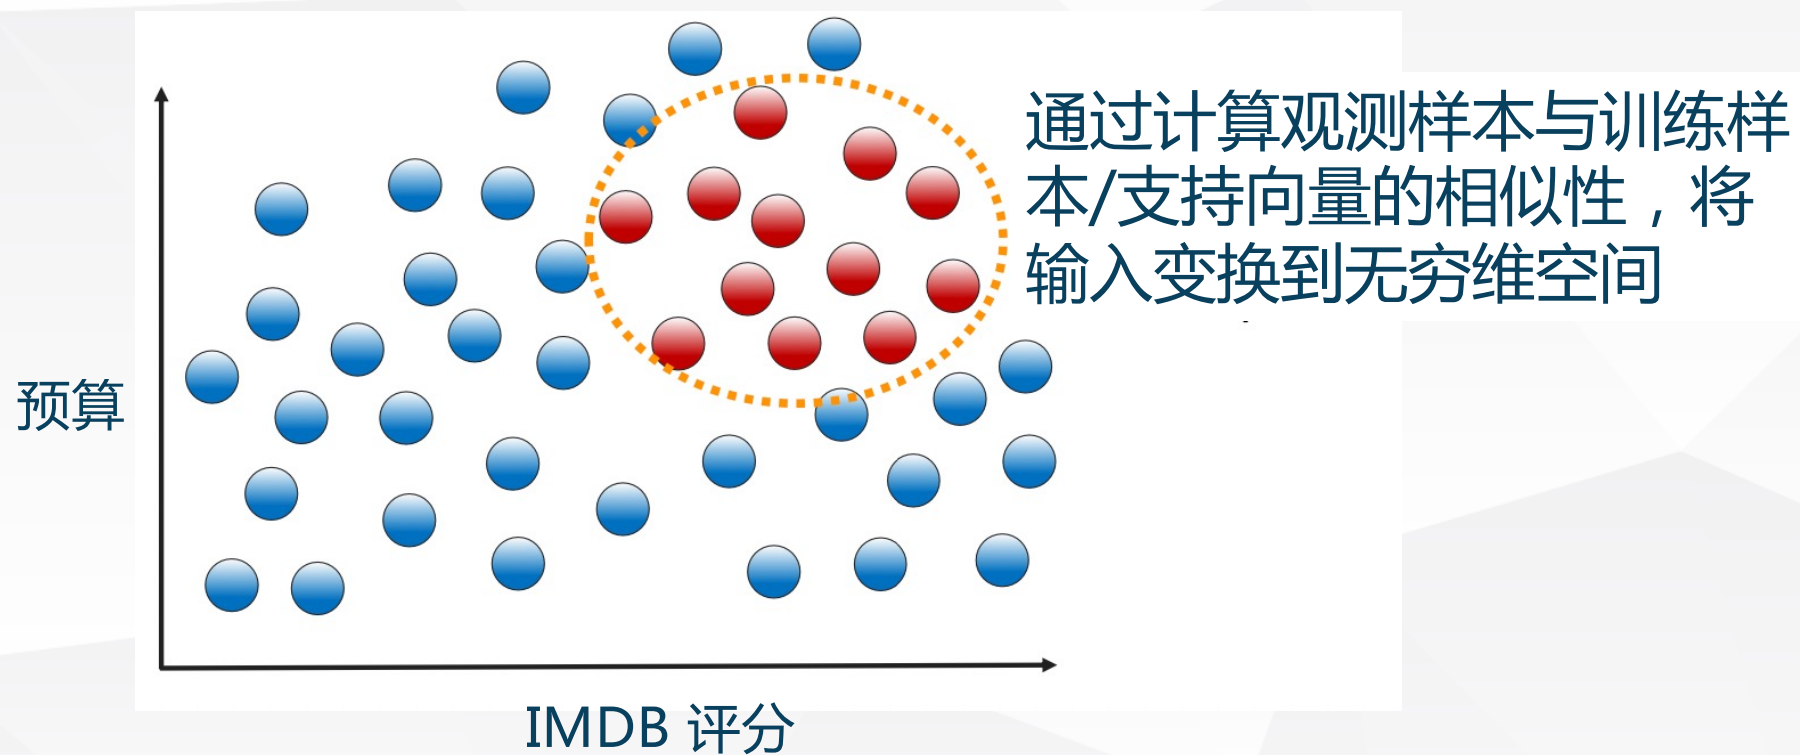 通过计算观测样本与训练样
本/支持向量的相似性，将
输入变换到无穷维空间
预算
IMDB 评分